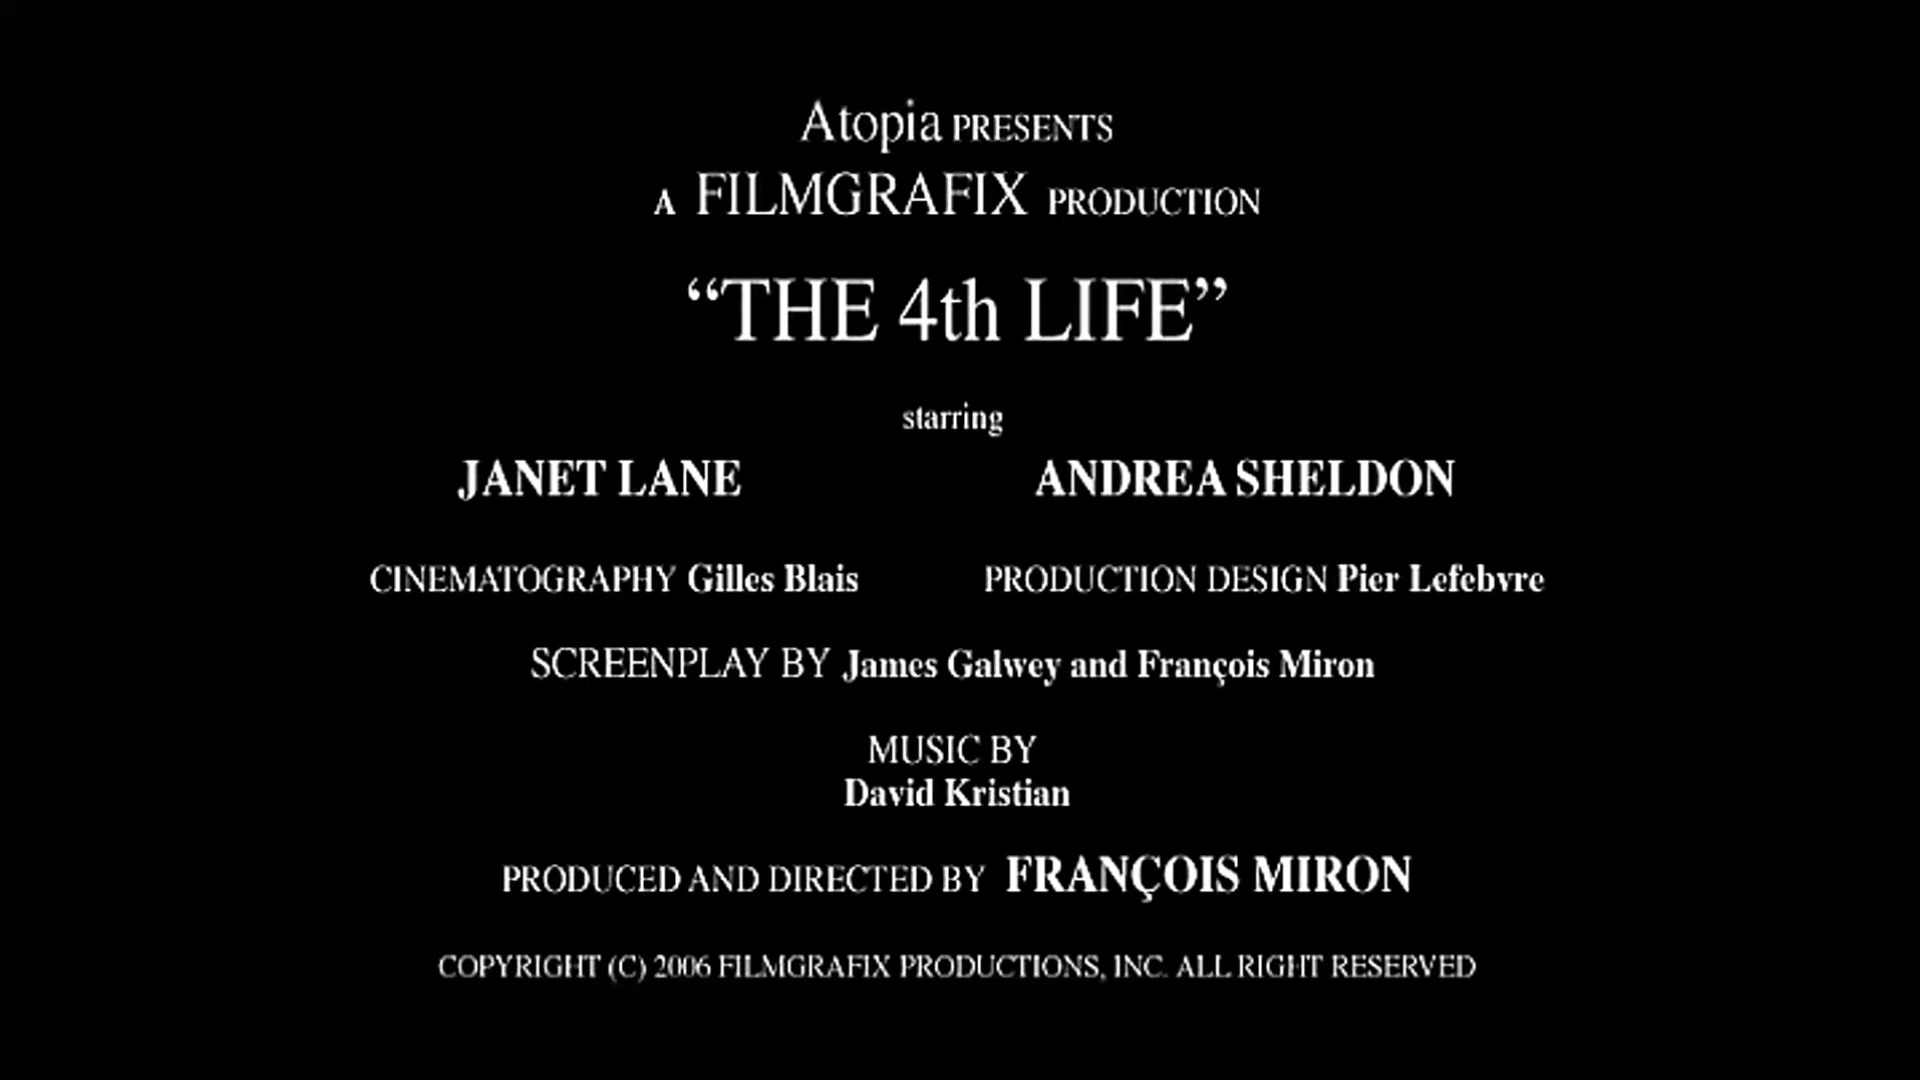 Atopia PRESENTS
A FILMGRAFIX PRODUCTION
“THE 4th LIFE”
starring
JANET LANE ANDREA SHELDON
CINEMATOGRAPHY Gilles Blais PRODUCTION DESIGN Pier Lefebvre
SCREENPLAY BY James Galwey and François Miron
MUSIC BY
David Kristian
PRODUCED AND DIRECTED BY FRANÇOIS MIRON
COPYRIGHT (C) 2006 FILMGRAFIX PRODUCTIONS, INC. ALL RIGHT RESERVED